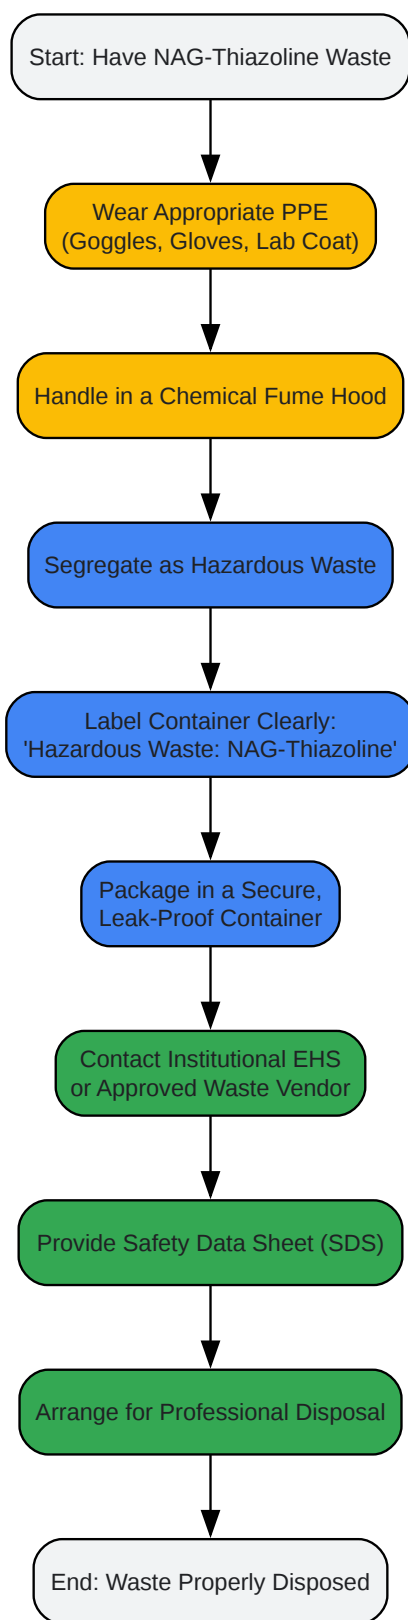 Start: Have NAG-Thiazoline Waste
Wear Appropriate PPE
(Goggles, Gloves, Lab Coat)
Handle in a Chemical Fume Hood
Segregate as Hazardous Waste
Label Container Clearly:
'Hazardous Waste: NAG-Thiazoline'
Package in a Secure,
Leak-Proof Container
Contact Institutional EHS
or Approved Waste Vendor
Provide Safety Data Sheet (SDS)
Arrange for Professional Disposal
End: Waste Properly Disposed